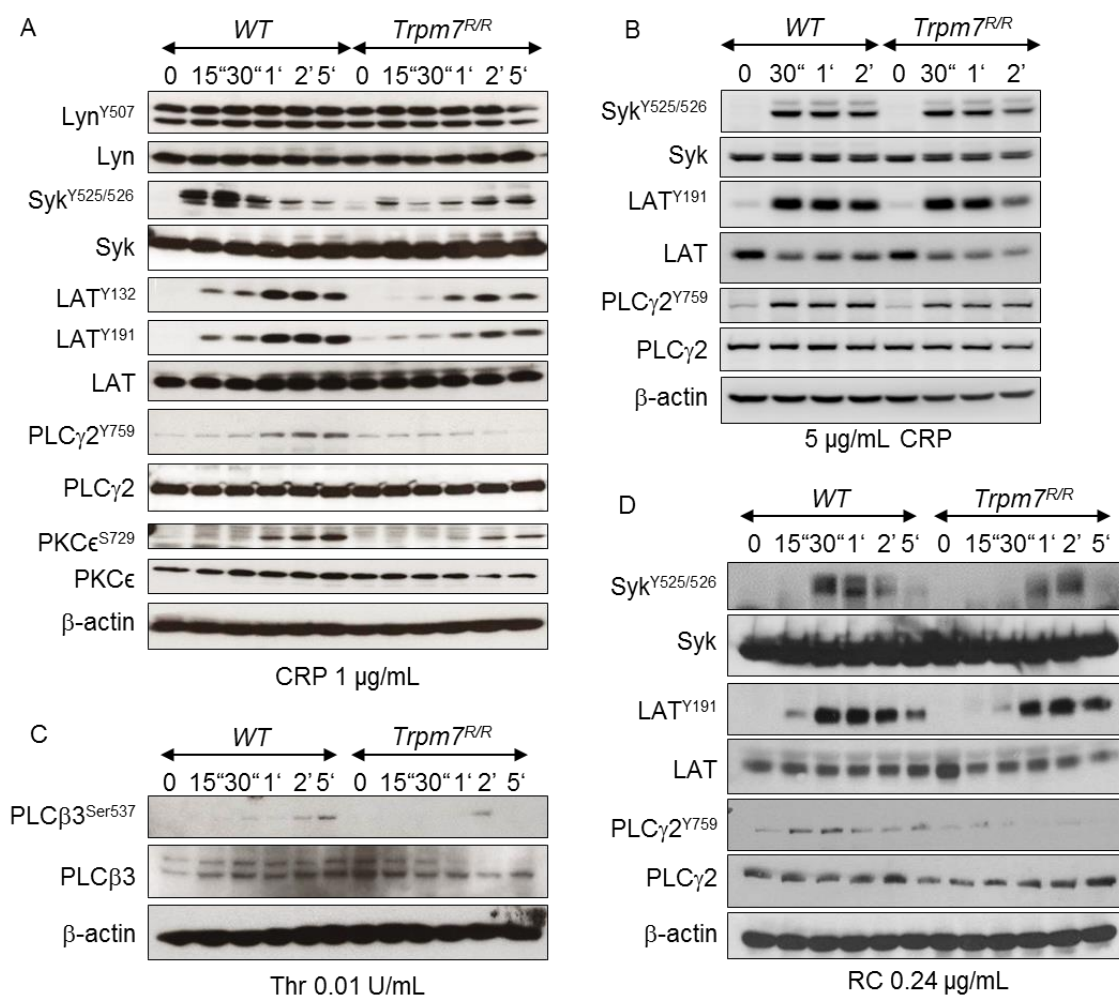 A
WT Trpm7R/R
0 15“ 30“ 1‘ 2’ 5‘ 0 15“ 30“ 1‘ 2‘ 5‘
LynY507
Lyn
SykY525/526
Syk
LATY132
LATY191
LAT
PLCγ2Y759
PLCγ2
PKCєS729
PKCє
β-actin
CRP 1 µg/mL
B
WT Trpm7R/R
0 30“ 1‘ 2‘ 0 30“ 1‘ 2‘
SykY525/526
Syk
LATY191
LAT
PLCγ2Y759
PLCγ2
β-actin
5 µg/mL CRP
C
WT Trpm7R/R
0 15“ 30“ 1‘ 2’ 5‘ 0 15“ 30“ 1‘ 2’ 5‘
PLCβ3Ser537
PLCβ3
β-actin
Thr 0.01 U/mL
D
WT Trpm7R/R
0 15“ 30“ 1‘ 2‘ 5‘ 0 15“ 30“ 1‘ 2‘ 5‘
SykY525/526
Syk
LATY191
LAT
PLCγ2Y759
PLCγ2
β-actin
RC 0.24 µg/mL